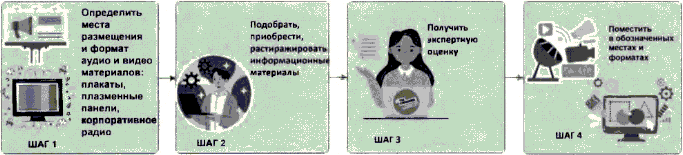 Определить
места
размещения
и формат
аудио и видео
материалов:
плакаты,
плазменные
панели,
корпоративное
радио
ШАГ 1
Подобрать,
приобрести,
растиражировать
информационные
материалы
ШАГ 2
Получить
экспертную
оценку
ШАГ 3
Поместить
в обозначенных
местах и
форматах
ШАГ 4